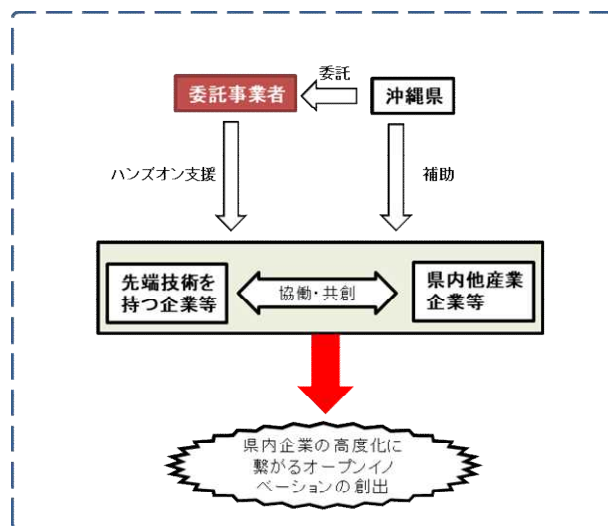 委託
委託事業者
沖縄県
ハンズオン支援
補助
先端技術を
持つ企業等
協働・共創
県内他産業
企業等
県内企業の高度化に
繋がるオープンイノ
ベーションの創出